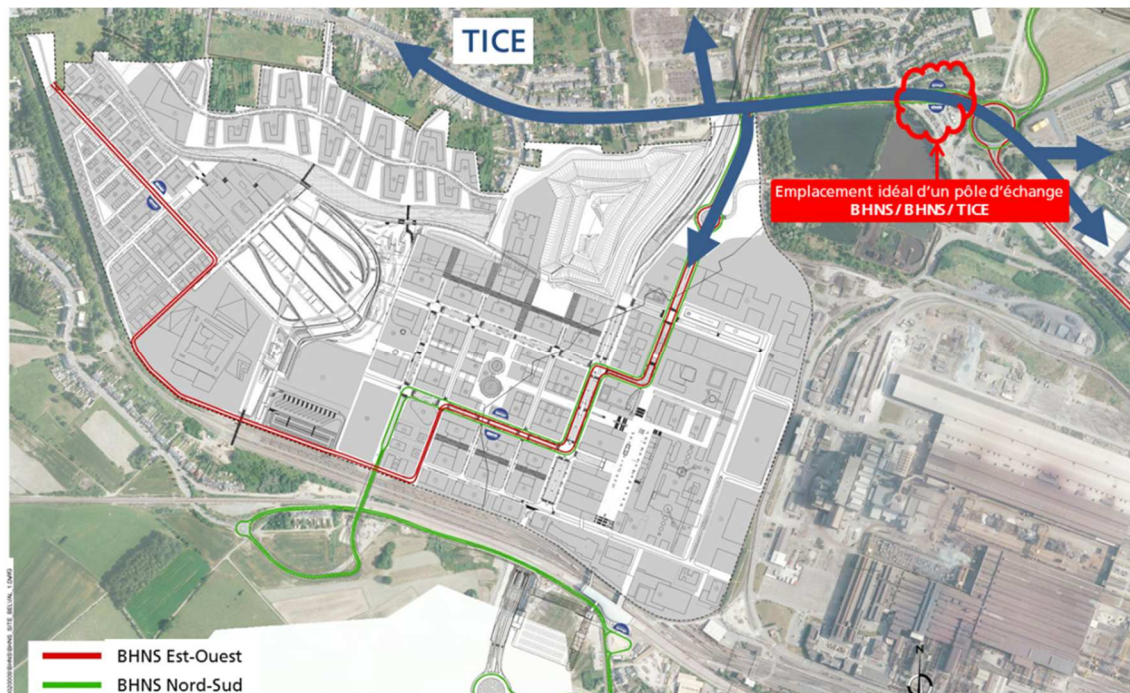 TICE
Emplacement idéal d'un pôle d'échange
BHNS / BHNS / TICE
N
BHNS Est-Ouest
BHNS Nord-Sud